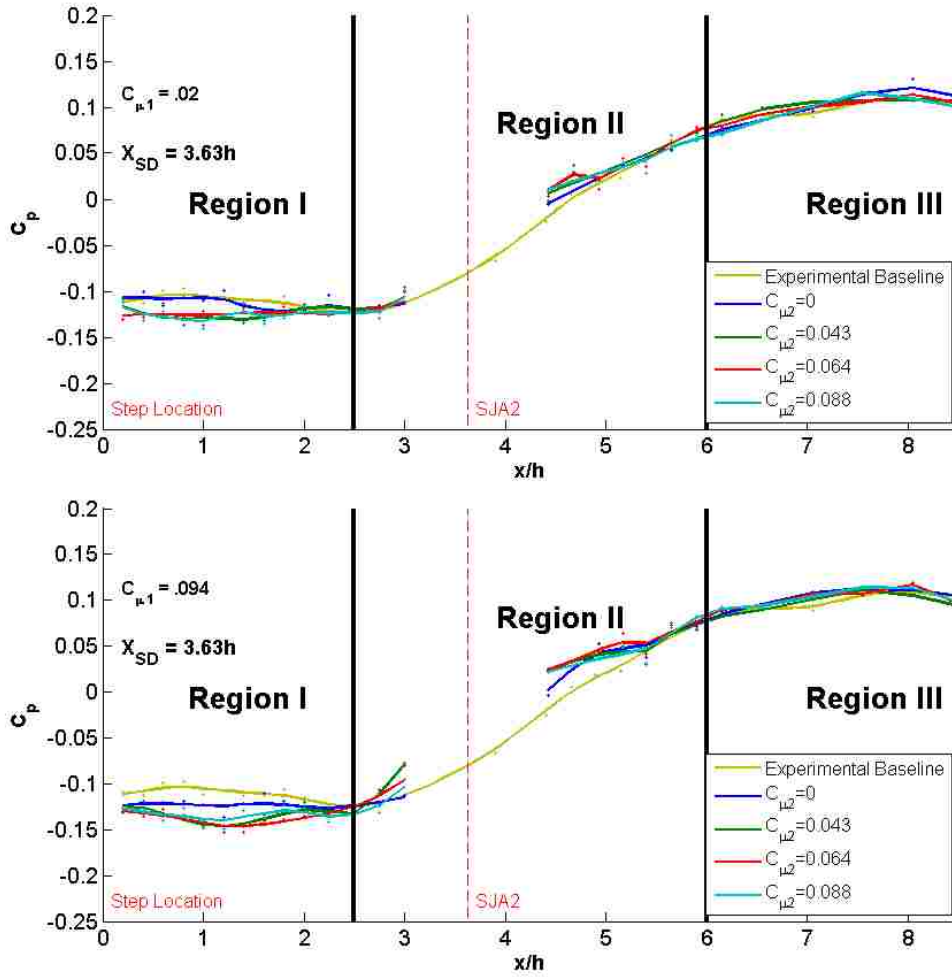 0.2
0.15
0.1
0.05
0
-0.05
-0.1
-0.15
-0.2
-0.25
C_p
C_μ1 = .02
X_SD = 3.63h
Region I
Region II
Region III
Experimental Baseline
C_μ2=0
C_μ2=0.043
C_μ2=0.064
C_μ2=0.088
Step Location
SJA2
0 1 2 3 4 5 6 7 8
x/h
0.2
0.15
0.1
0.05
0
-0.05
-0.1
-0.15
-0.2
-0.25
C_p
C_μ1 = .094
X_SD = 3.63h
Region I
Region II
Region III
Experimental Baseline
C_μ2=0
C_μ2=0.043
C_μ2=0.064
C_μ2=0.088
Step Location
SJA2
0 1 2 3 4 5 6 7 8
x/h